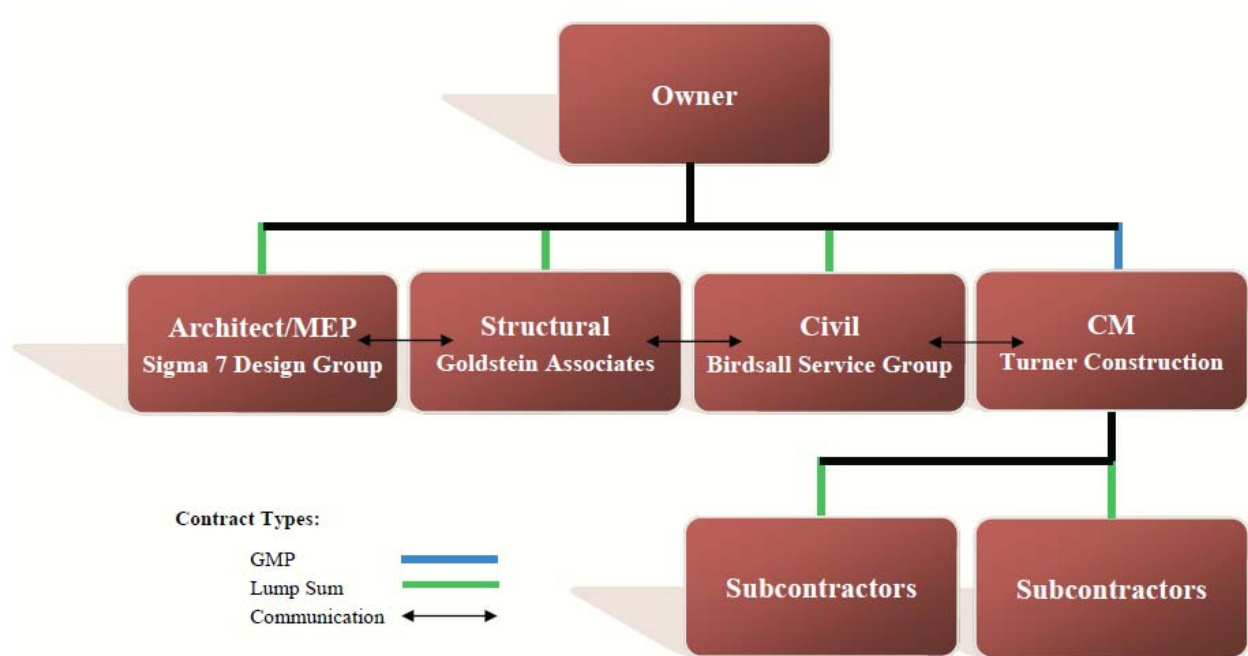 Owner
Architect/MEP
Sigma 7 Design Group
Structural
Goldstein Associates
Civil
Birdsall Service Group
CM
Turner Construction
Contract Types:
GMP
Lump Sum
Communication
Subcontractors
Subcontractors